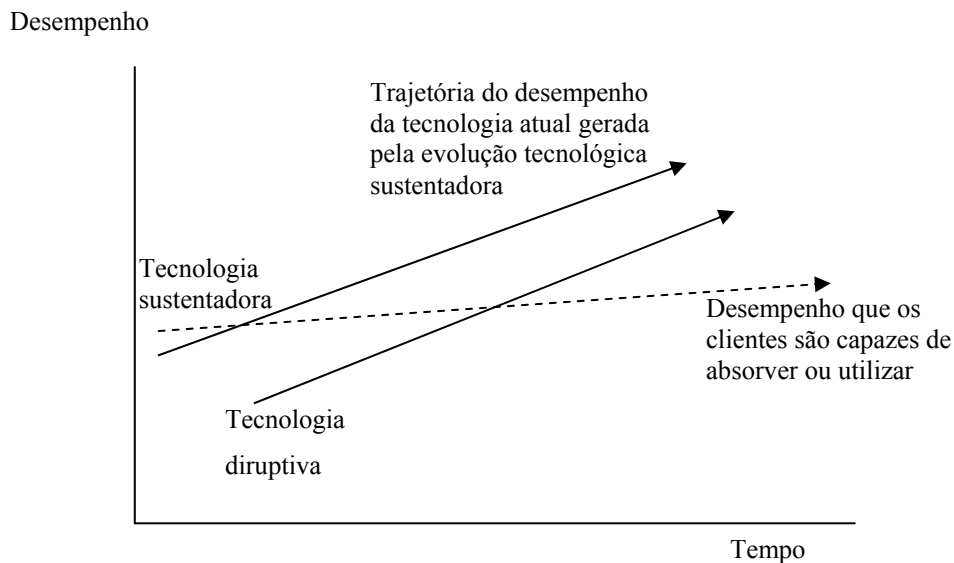 Desempenho
Trajetória do desempenho
da tecnologia atual gerada
pela evolução tecnológica
sustentadora
Tecnologia
sustentadora
Desempenho que os
clientes são capazes de
absorver ou utilizar
Tecnologia
diruptiva
Tempo